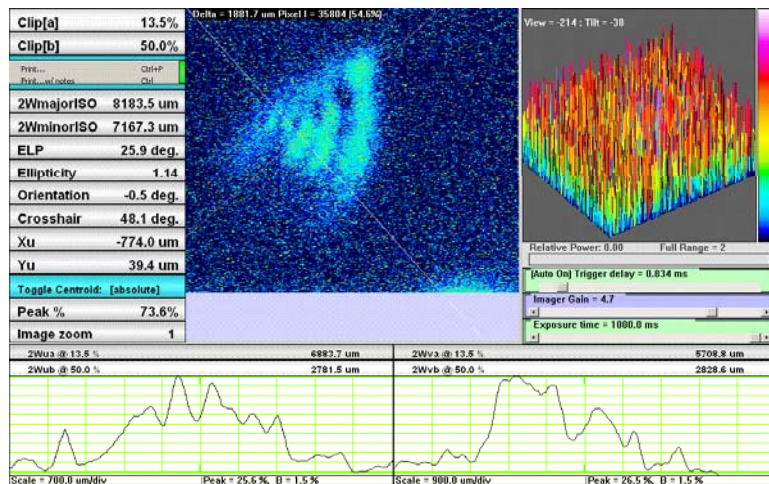 Clip[a] 13.5%
Clip[b] 50.0%
Print... Ctrl+P
Print...w/ notes Ctrl
2WmajorISO 8183.5 um
2WminorISO 7167.3 um
ELP 25.9 deg.
Ellipticity 1.14
Orientation -0.5 deg.
Crosshair 48.1 deg.
Xu -774.0 um
Yu 39.4 um
Toggle Centroid: [absolute]
Peak % 73.6%
Image zoom 1
Delta = 1881.7 um Pixel I = 35804 (54.6%)
View = -214 : Tilt = -38
Relative Power: 0.00 Full Range = 2
(Auto On) Trigger delay = 0.834 ms
Imager Gain = 4.7
Exposure time = 1000.0 ms
2Wua @ 13.5 % 6883.7 um
2Wub @ 50.0 % 2781.5 um
2Wva @ 13.5 % 5708.8 um
2Wvb @ 50.0 % 2828.6 um
Scale = 700.0 um/div Peak = 25.6 %, B = 1.5 %
Scale = 900.0 um/div Peak = 26.5 %, B = 1.5 %